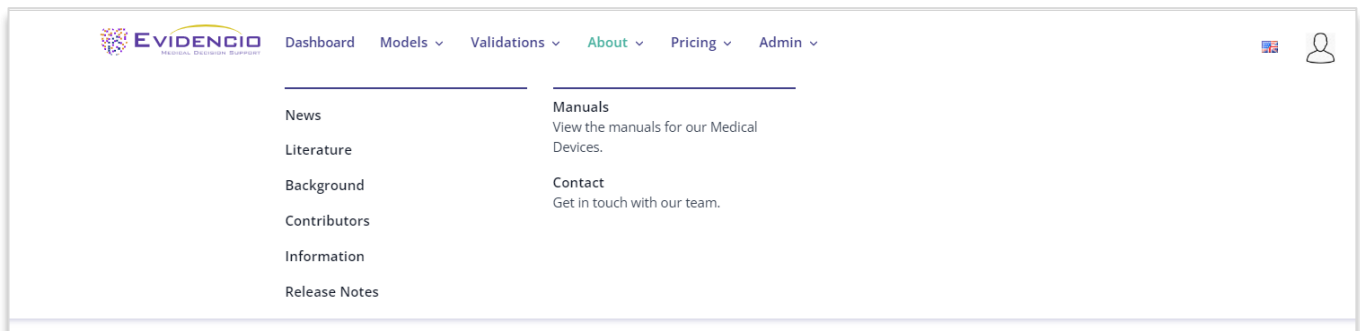 EVIDENCIO
MEDICAL DECISION SUPPORT
Dashboard Models Validations About Pricing Admin
News
Literature
Background
Contributors
Information
Release Notes
Manuals
View the manuals for our Medical
Devices.
Contact
Get in touch with our team.